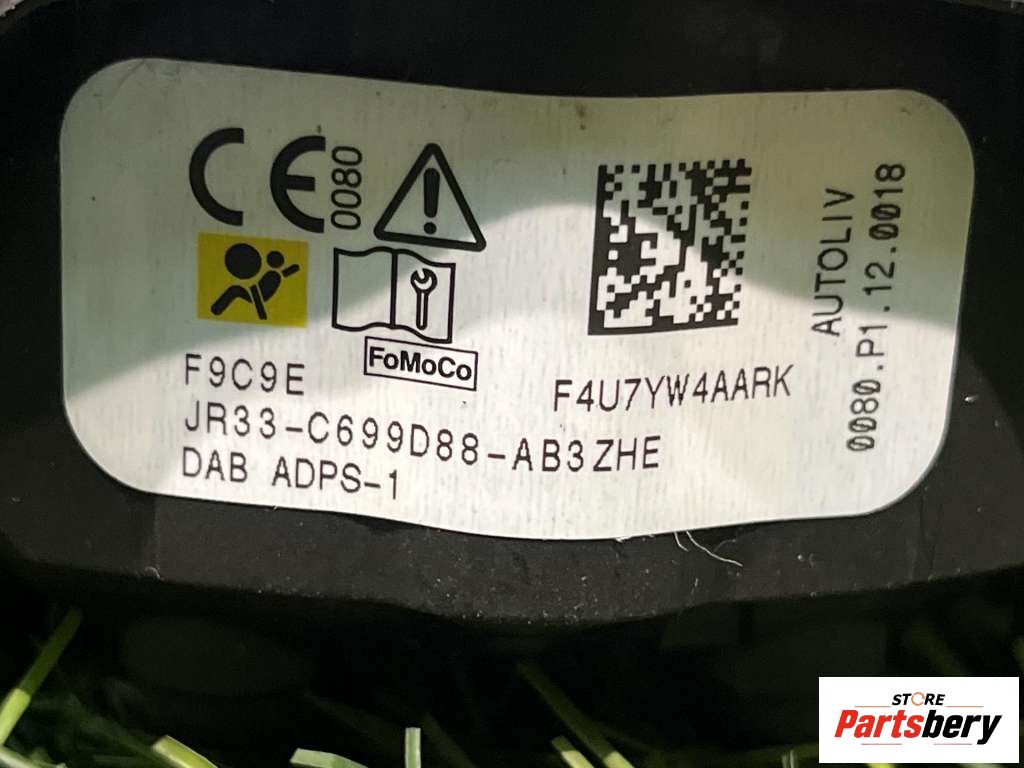 CE 0080
FoMoCo
F9C9E
F4U7YW4AARK
JR33-C699D88-AB3ZHE
DAB ADPS-1
AUTOLIV
0080.P1.12.0018
STORE
Partsbery